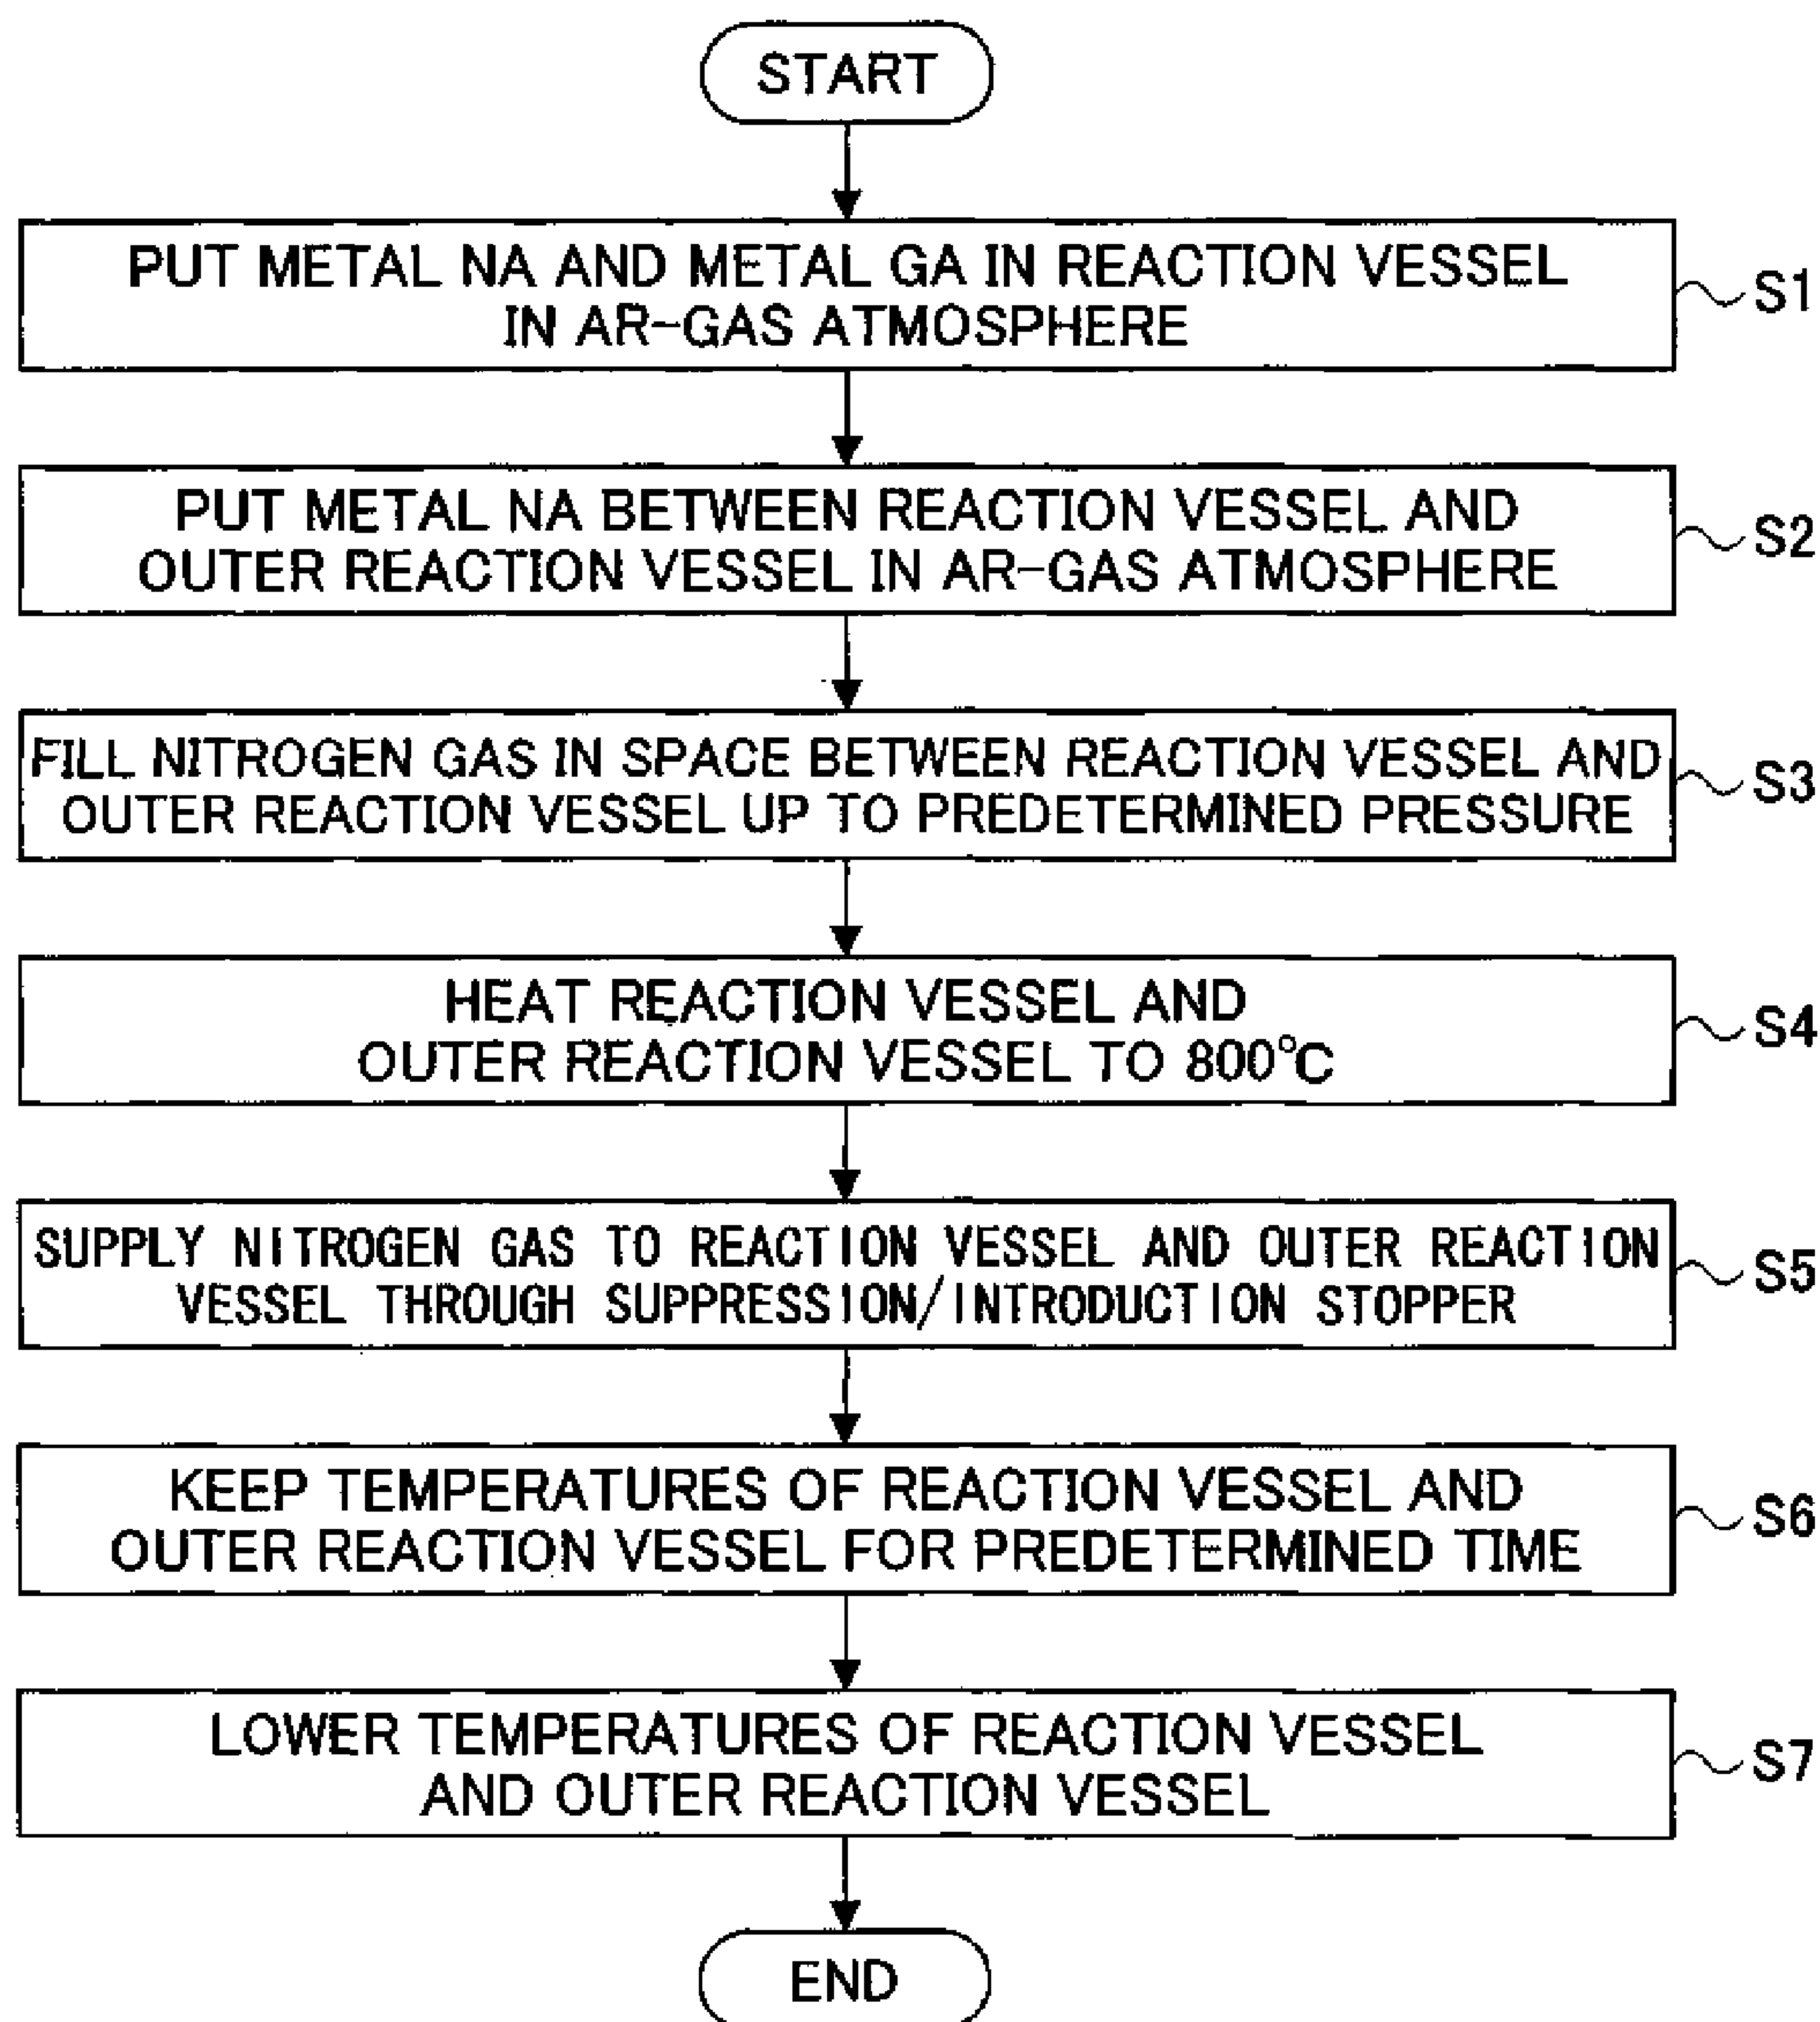 START
PUT METAL NA AND METAL GA IN REACTION VESSEL
IN AR-GAS ATMOSPHERE
S1
PUT METAL NA BETWEEN REACTION VESSEL AND
OUTER REACTION VESSEL IN AR-GAS ATMOSPHERE
S2
FILL NITROGEN GAS IN SPACE BETWEEN REACTION VESSEL AND
OUTER REACTION VESSEL UP TO PREDETERMINED PRESSURE
S3
HEAT REACTION VESSEL AND
OUTER REACTION VESSEL TO 800°C
S4
SUPPLY NITROGEN GAS TO REACTION VESSEL AND OUTER REACTION
VESSEL THROUGH SUPPRESSION/INTRODUCTION STOPPER
S5
KEEP TEMPERATURES OF REACTION VESSEL AND
OUTER REACTION VESSEL FOR PREDETERMINED TIME
S6
LOWER TEMPERATURES OF REACTION VESSEL
AND OUTER REACTION VESSEL
S7
END